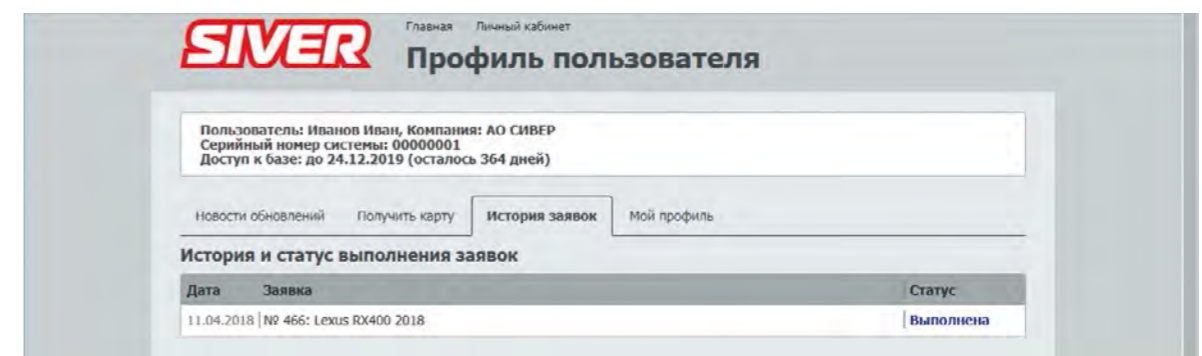 SIVER
Главная Личный кабинет
Профиль пользователя
Пользователь: Иванов Иван, Компания: АО СИВЕР
Серийный номер системы: 00000001
Доступ к базе: до 24.12.2019 (осталось 364 дней)
Новости обновлений Получить карту История заявок Мой профиль
История и статус выполнения заявок
Дата Заявка Статус
11.04.2018 № 466: Lexus RX400 2018 Выполнена